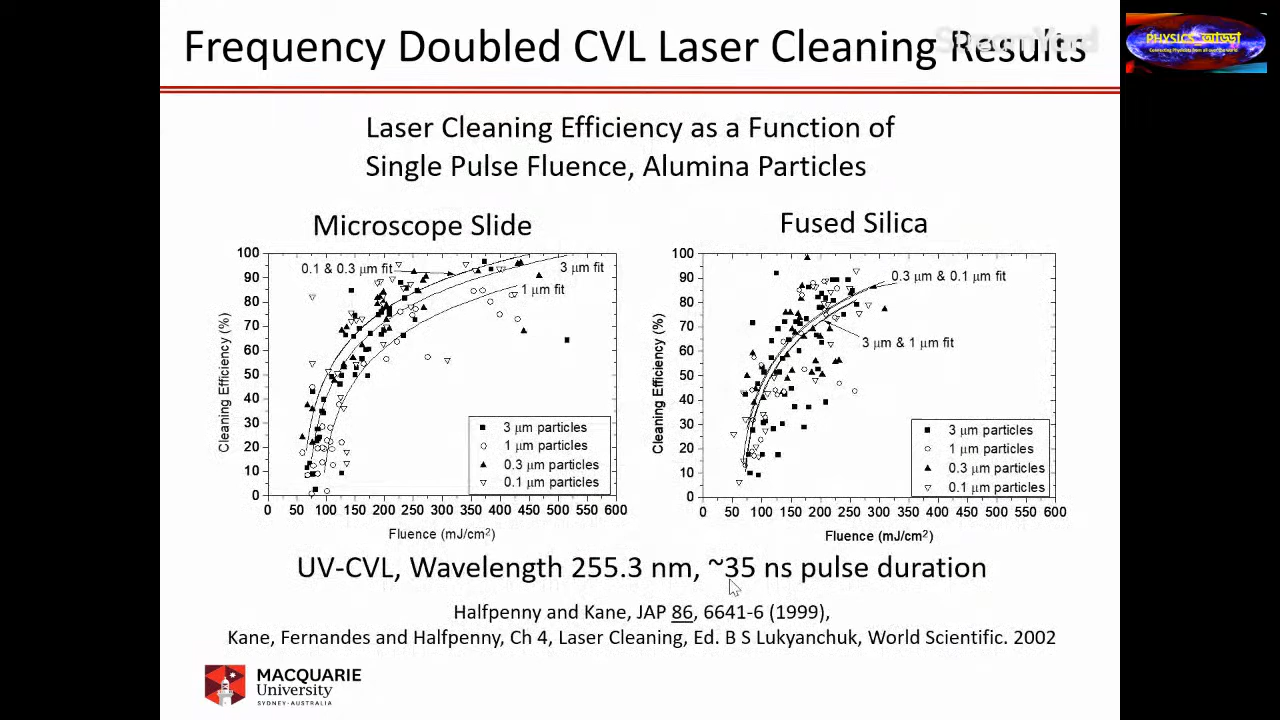 Frequency Doubled CVL Laser Cleaning Results
PHYSICS_আড্ডা
Connecting Physicists from all over the world
Laser Cleaning Efficiency as a Function of
Single Pulse Fluence, Alumina Particles
Microscope Slide
100
90
80
70
60
50
40
30
20
10
0
Cleaning Efficiency (%)
0.1 & 0.3 μm fit
3 μm fit
1 μm fit
3 μm particles
1 μm particles
0.3 μm particles
0.1 μm particles
0 50 100 150 200 250 300 350 400 450 500 550 600
Fluence (mJ/cm²)
Fused Silica
100
90
80
70
60
50
40
30
20
10
0
Cleaning Efficiency (%)
0.3 μm & 0.1 μm fit
3 μm & 1 μm fit
3 μm particles
1 μm particles
0.3 μm particles
0.1 μm particles
0 50 100 150 200 250 300 350 400 450 500 550 600
Fluence (mJ/cm²)
UV-CVL, Wavelength 255.3 nm, ~35 ns pulse duration
Halfpenny and Kane, JAP 86, 6641-6 (1999),
Kane, Fernandes and Halfpenny, Ch 4, Laser Cleaning, Ed. B S Lukyanchuk, World Scientific. 2002
MACQUARIE
University
SYDNEY·AUSTRALIA